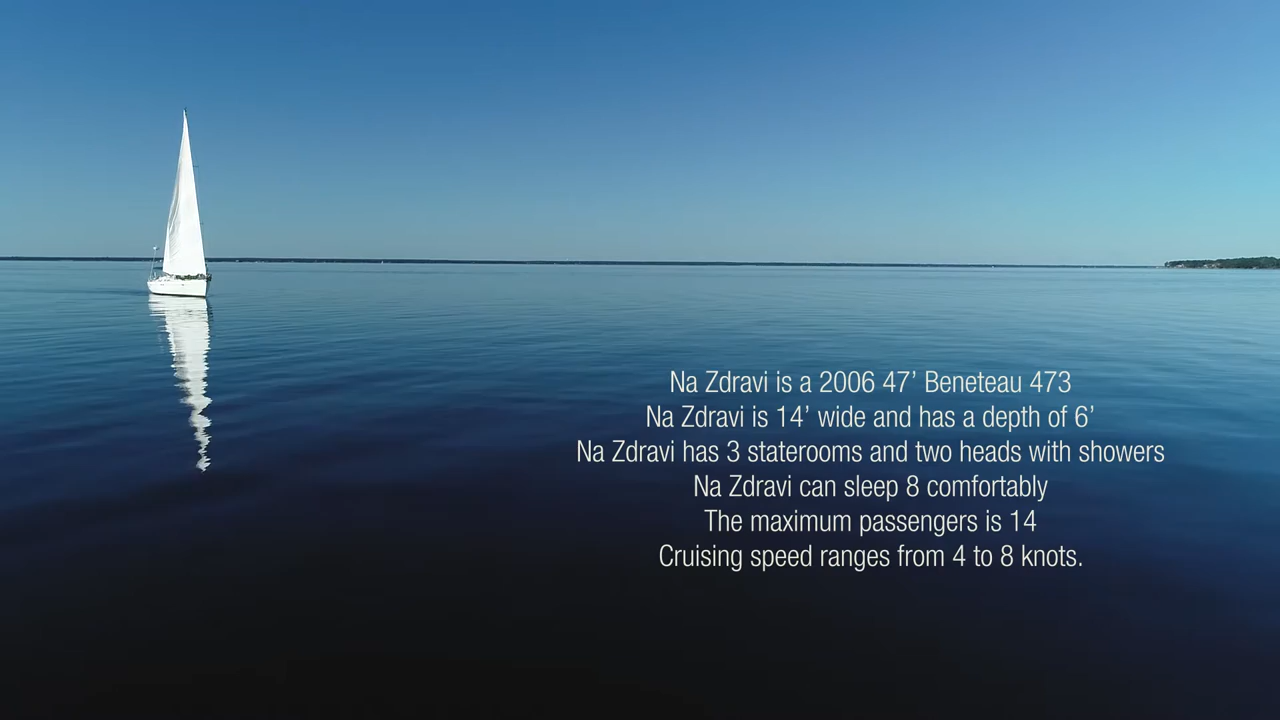 Na Zdravi is a 2006 47’ Beneteau 473
Na Zdravi is 14’ wide and has a depth of 6’
Na Zdravi has 3 staterooms and two heads with showers
Na Zdravi can sleep 8 comfortably
The maximum passengers is 14
Cruising speed ranges from 4 to 8 knots.